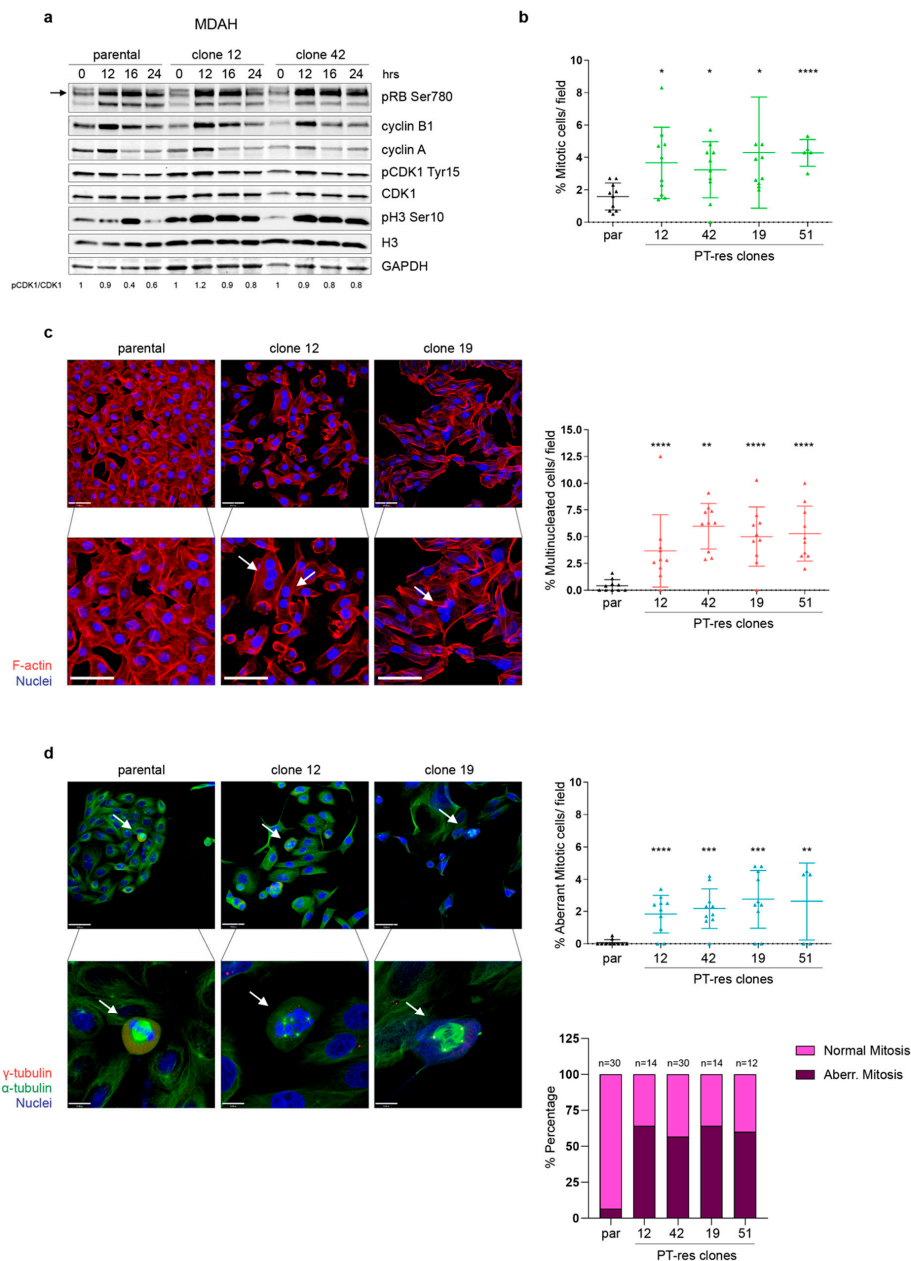 a
MDAH
parental clone 12 clone 42
0 12 16 24 0 12 16 24 0 12 16 24 hrs
pRB Ser780
cyclin B1
cyclin A
pCDK1 Tyr15
CDK1
pH3 Ser10
H3
GAPDH
pCDK1/CDK1 1 0.9 0.4 0.6 1 1.2 0.9 0.8 1 0.9 0.8 0.8
b
% Mitotic cells/ field
10
8
6
4
2
0
* * * ****
par 12 42 19 51
PT-res clones
c
parental clone 12 clone 19
F-actin
Nuclei
% Multinucleated cells/ field
15.0
12.5
10.0
7.5
5.0
2.5
0.0
**** ** **** ****
par 12 42 19 51
PT-res clones
d
parental clone 12 clone 19
γ-tubulin
α-tubulin
Nuclei
% Aberrant Mitotic cells/ field
10
8
6
4
2
0
**** *** *** **
par 12 42 19 51
PT-res clones
% Percentage
125
100
75
50
25
0
n=30 n=14 n=30 n=14 n=12
par 12 42 19 51
PT-res clones
Normal Mitosis
Aberr. Mitosis